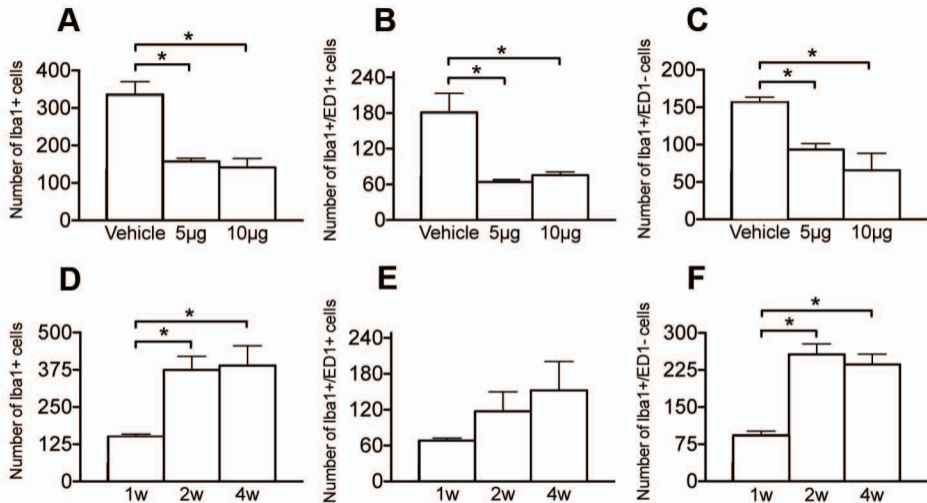 A
Number of Iba1+ cells
400
300
200
100
0
*
*
Vehicle 5µg 10µg
B
Number of Iba1+/ED1+ cells
240
180
120
60
0
*
*
Vehicle 5µg 10µg
C
Number of Iba1+/ED1- cells
200
150
100
50
0
*
*
Vehicle 5µg 10µg
D
Number of Iba1+ cells
500
375
250
125
0
*
*
1w 2w 4w
E
Number of Iba1+/ED1+ cells
240
180
120
60
0
1w 2w 4w
F
Number of Iba1+/ED1- cells
300
225
150
75
0
*
*
1w 2w 4w